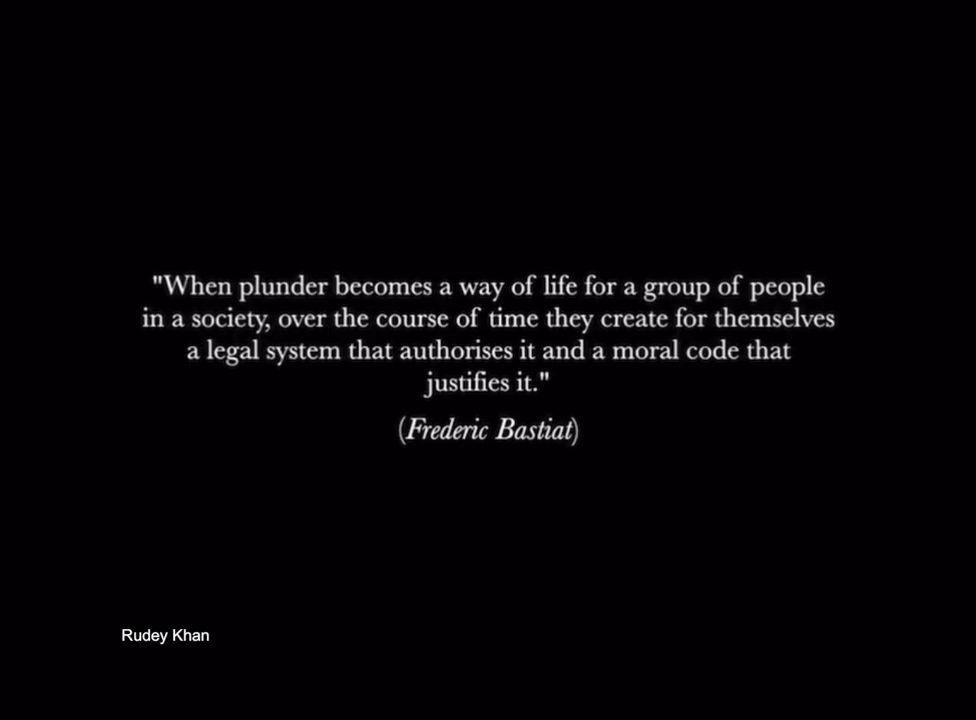 "When plunder becomes a way of life for a group of people
in a society, over the course of time they create for themselves
a legal system that authorises it and a moral code that
justifies it."
(Frederic Bastiat)
Rudey Khan